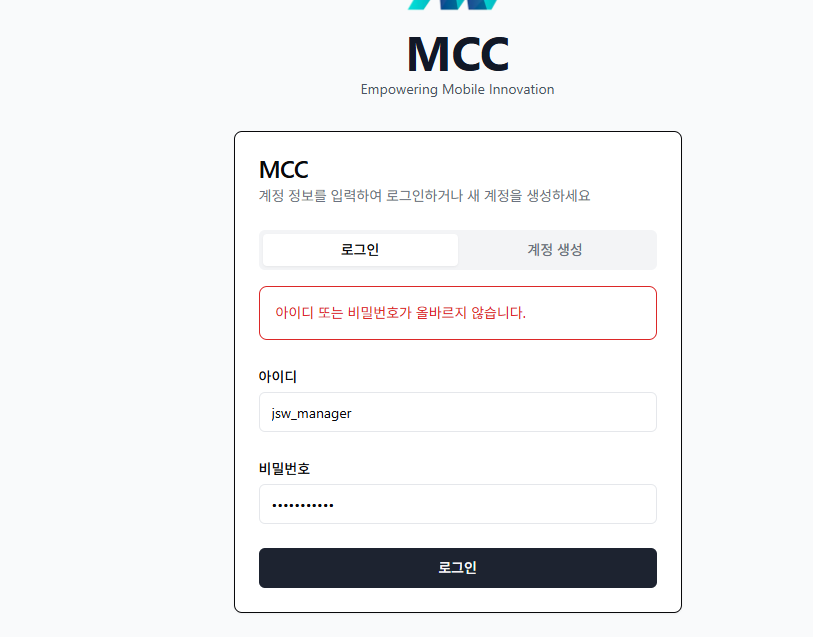 MCC
Empowering Mobile Innovation
MCC
계정 정보를 입력하여 로그인하거나 새 계정을 생성하세요
로그인
계정 생성
아이디 또는 비밀번호가 올바르지 않습니다.
아이디
jsw_manager
비밀번호
•••••••••••
로그인